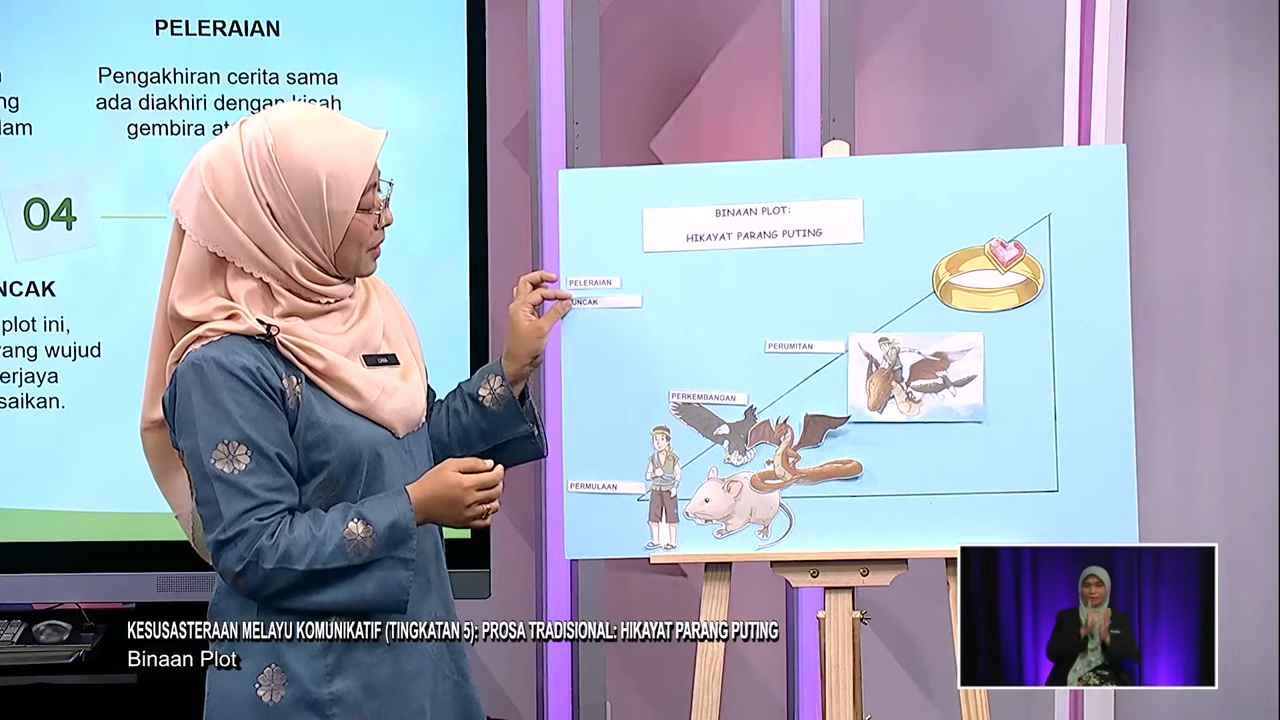 PELERAIAN
Pengakhiran cerita sama
ada diakhiri dengan kisah
gembira
ng
lam
04
NCAK
plot ini,
yang wujud
erjaya
saikan.
BINAAN PLOT:
HIKAYAT PARANG PUTING
PELERAIAN
UNCAK
PERUMITAN
PERKEMBANGAN
PERMULAAN
KESUSASTERAAN MELAYU KOMUNIKATIF (TINGKATAN 5): PROSA TRADISIONAL: HIKAYAT PARANG PUTING
Binaan Plot